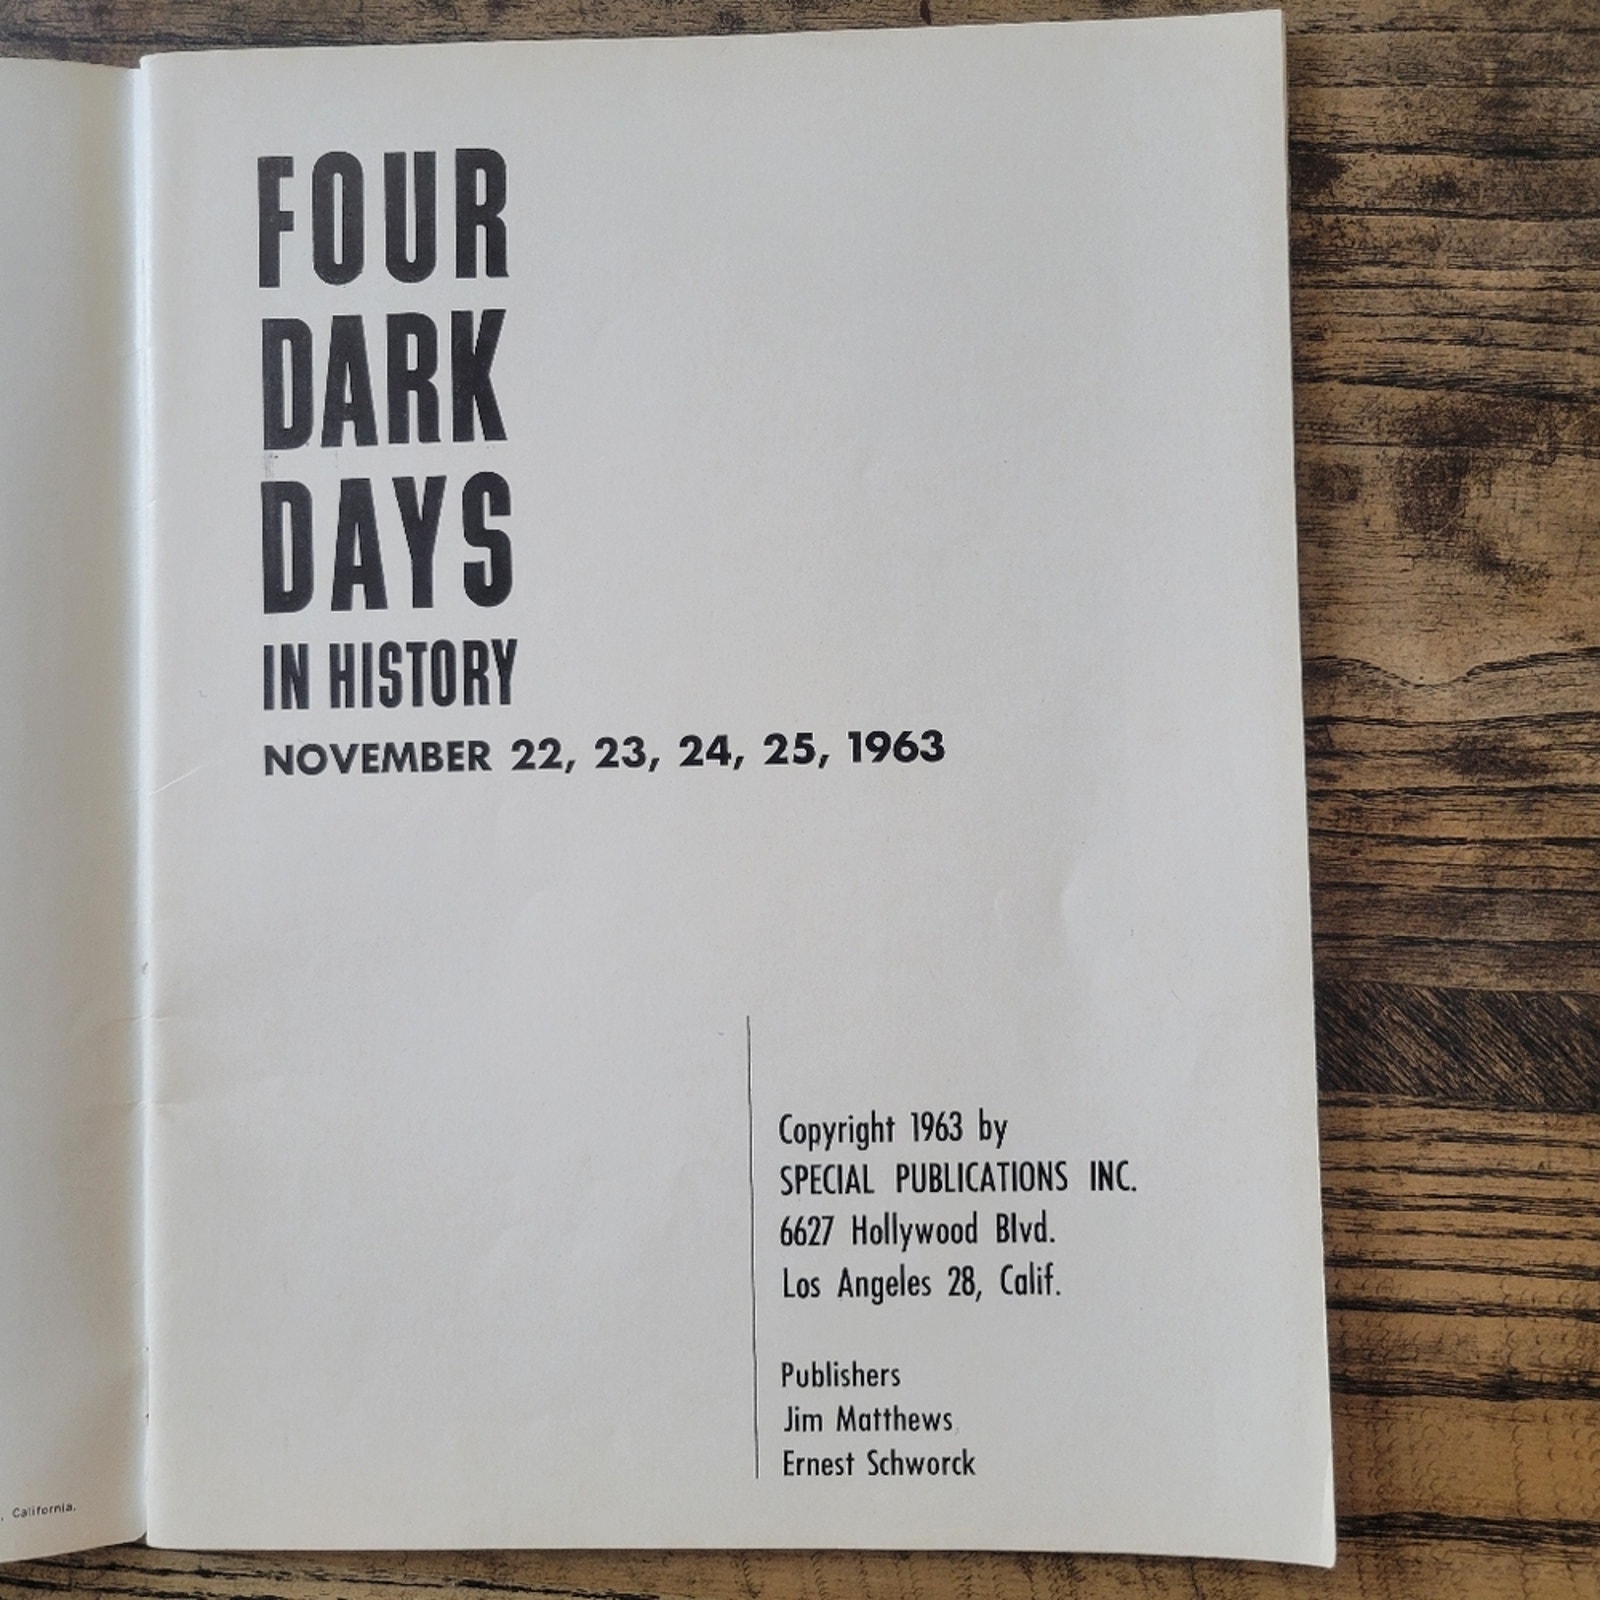 FOUR
DARK
DAYS
IN HISTORY
NOVEMBER 22, 23, 24, 25, 1963
Copyright 1963 by
SPECIAL PUBLICATIONS INC.
6627 Hollywood Blvd.
Los Angeles 28, Calif.
Publishers
Jim Matthews
Ernest Schworck
, California.